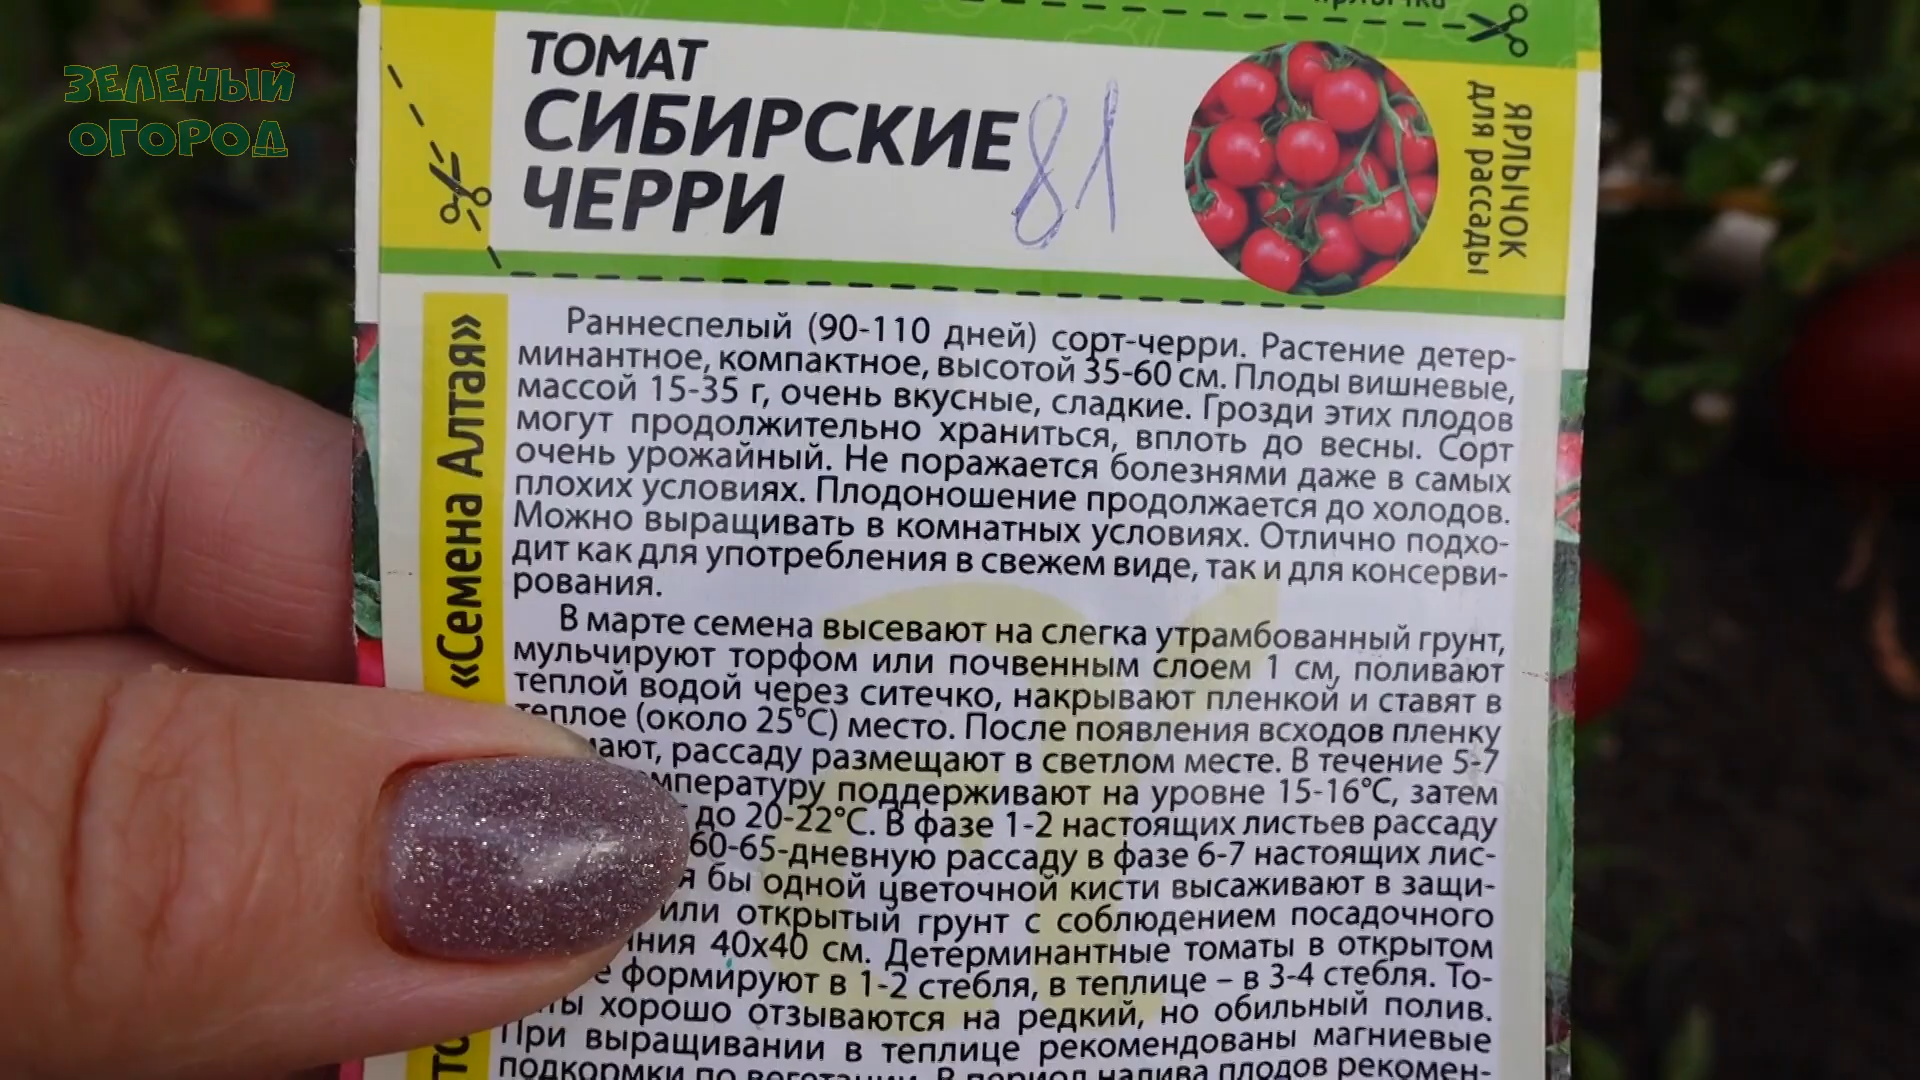 ЗЕЛЕНЫЙ
ОГОРОД
ТОМАТ
СИБИРСКИЕ
ЧЕРРИ
81
ЯРЛЫЧОК
для рассады
«Семена Алтая»
Раннеспелый (90-110 дней) сорт-черри. Растение детер-
минантное, компактное, высотой 35-60 см. Плоды вишневые,
массой 15-35 г, очень вкусные, сладкие. Грозди этих плодов
могут продолжительно храниться, вплоть до весны. Сорт
очень урожайный. Не поражается болезнями даже в самых
плохих условиях. Плодоношение продолжается до холодов.
Можно выращивать в комнатных условиях. Отлично подхо-
дит как для употребления в свежем виде, так и для консерви-
рования.
В марте семена высевают на слегка утрамбованный грунт,
мульчируют торфом или почвенным слоем 1 см, поливают
теплой водой через ситечко, накрывают пленкой и ставят в
теплое (около 25°С) место. После появления всходов пленку
рассаду размещают в светлом месте. В течение 5-7
поддерживают на уровне 15-16°С, затем
до 20-22°С. В фазе 1-2 настоящих листьев рассаду
60-65-дневную рассаду в фазе 6-7 настоящих лис-
бы одной цветочной кисти высаживают в защи-
или открытый грунт с соблюдением посадочного
40х40 см. Детерминантные томаты в открытом
формируют в 1-2 стебля, в теплице – в 3-4 стебля. То-
хорошо отзываются на редкий, но обильный полив.
При выращивании в теплице рекомендованы магниевые
подкормки по вегетации. В период налива плодов рекомен-